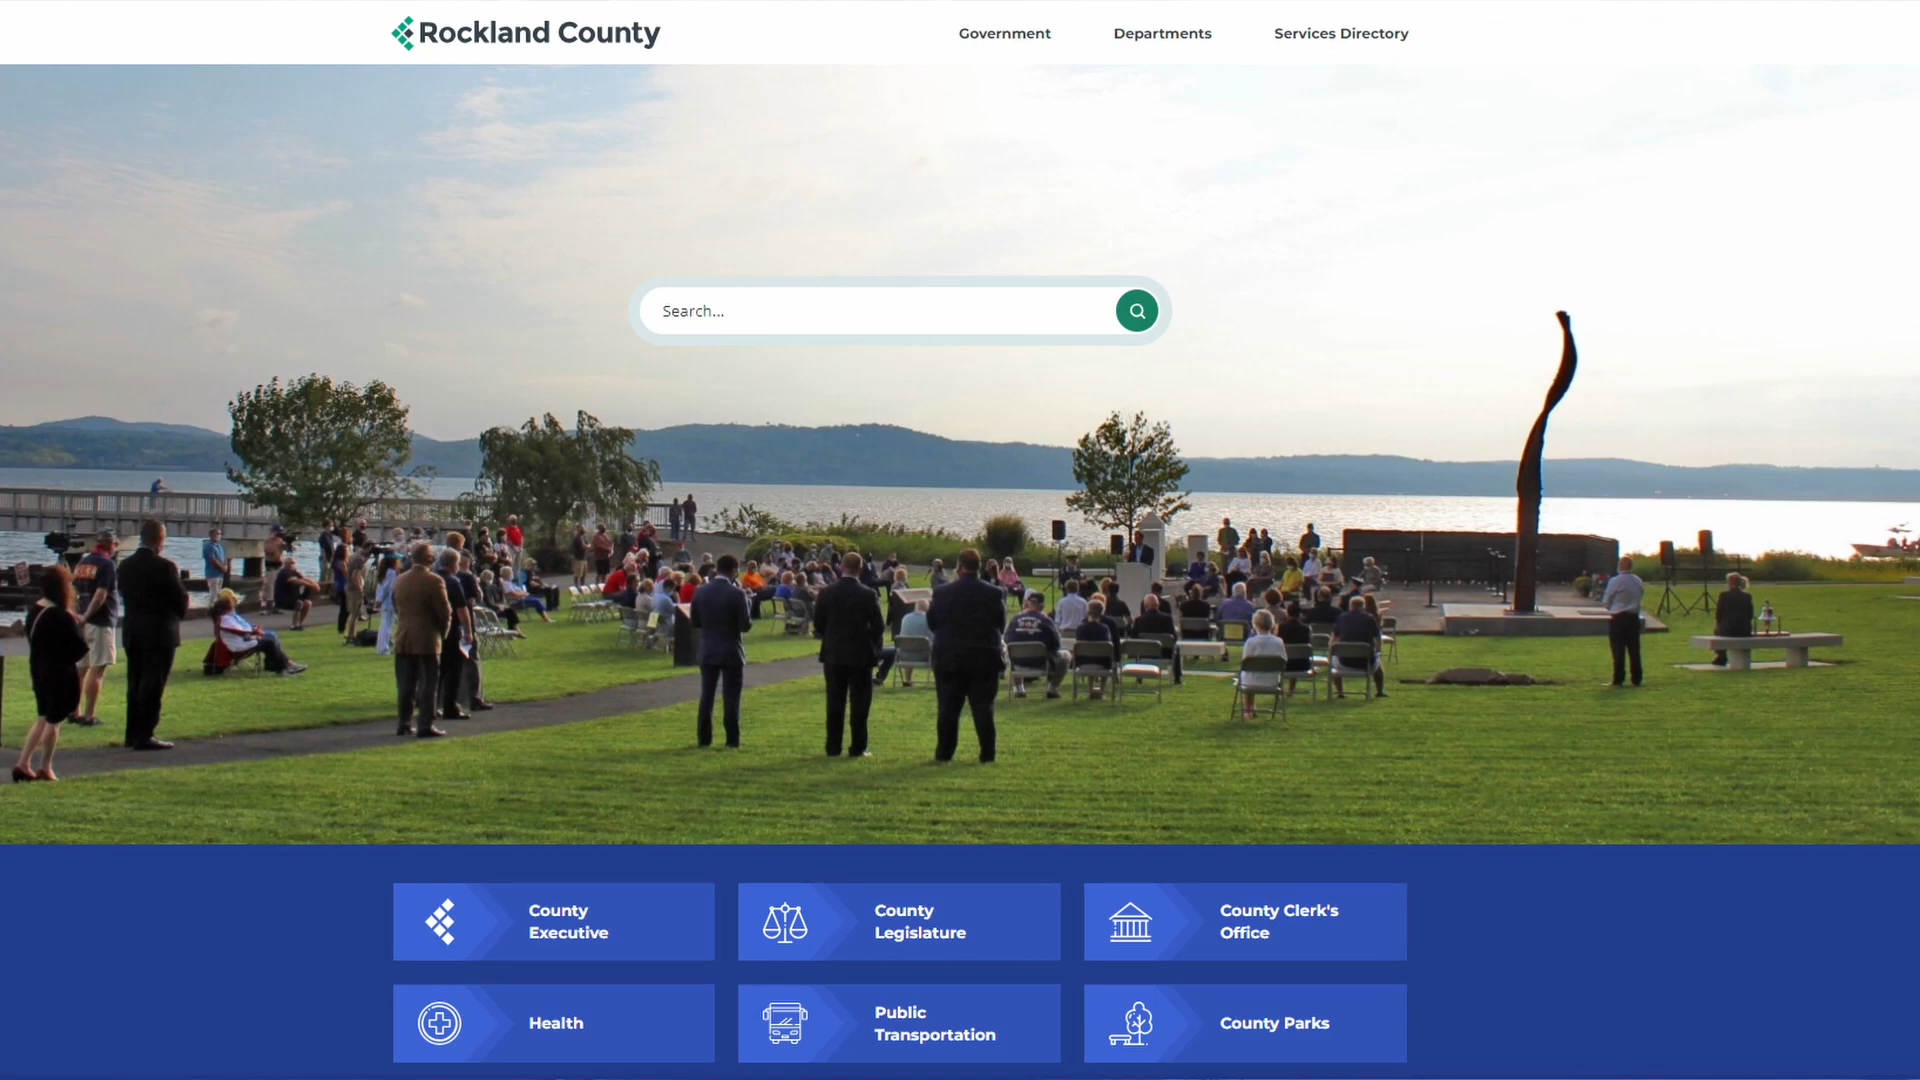 Rockland County
Government
Departments
Services Directory
Search...
County
Executive
County
Legislature
County Clerk's
Office
Health
Public
Transportation
County Parks